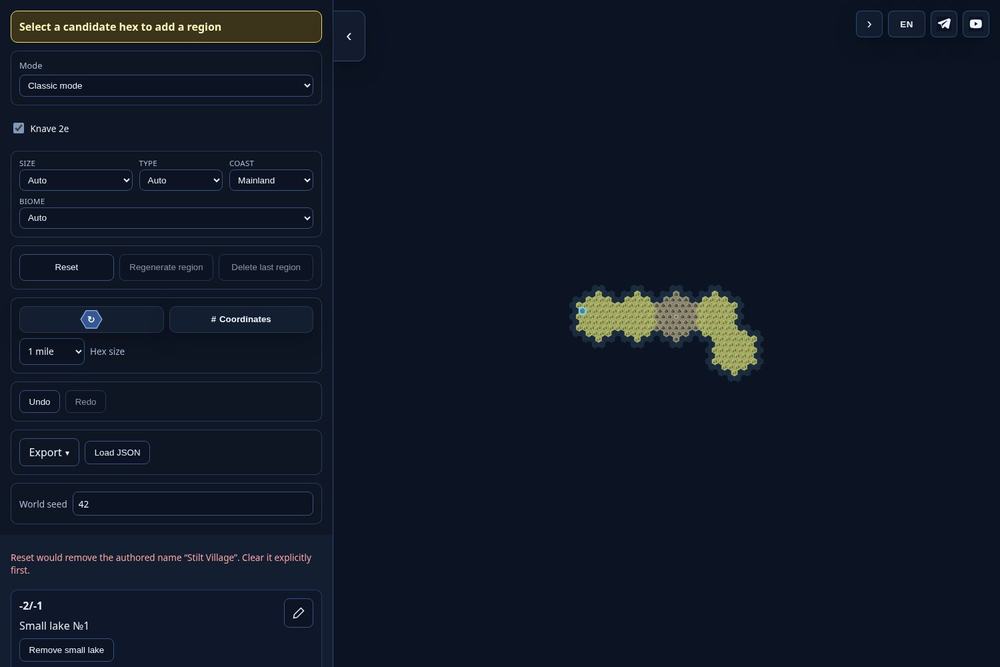 Select a candidate hex to add a region
EN
Mode
Classic mode
Knave 2e
SIZE TYPE COAST
Auto Auto Mainland
BIOME
Auto
Reset Regenerate region Delete last region
↻ # Coordinates
1 mile Hex size
Undo Redo
Export ▾ Load JSON
World seed 42
Reset would remove the authored name “Stilt Village”. Clear it explicitly
first.
-2/-1
Small lake №1
Remove small lake